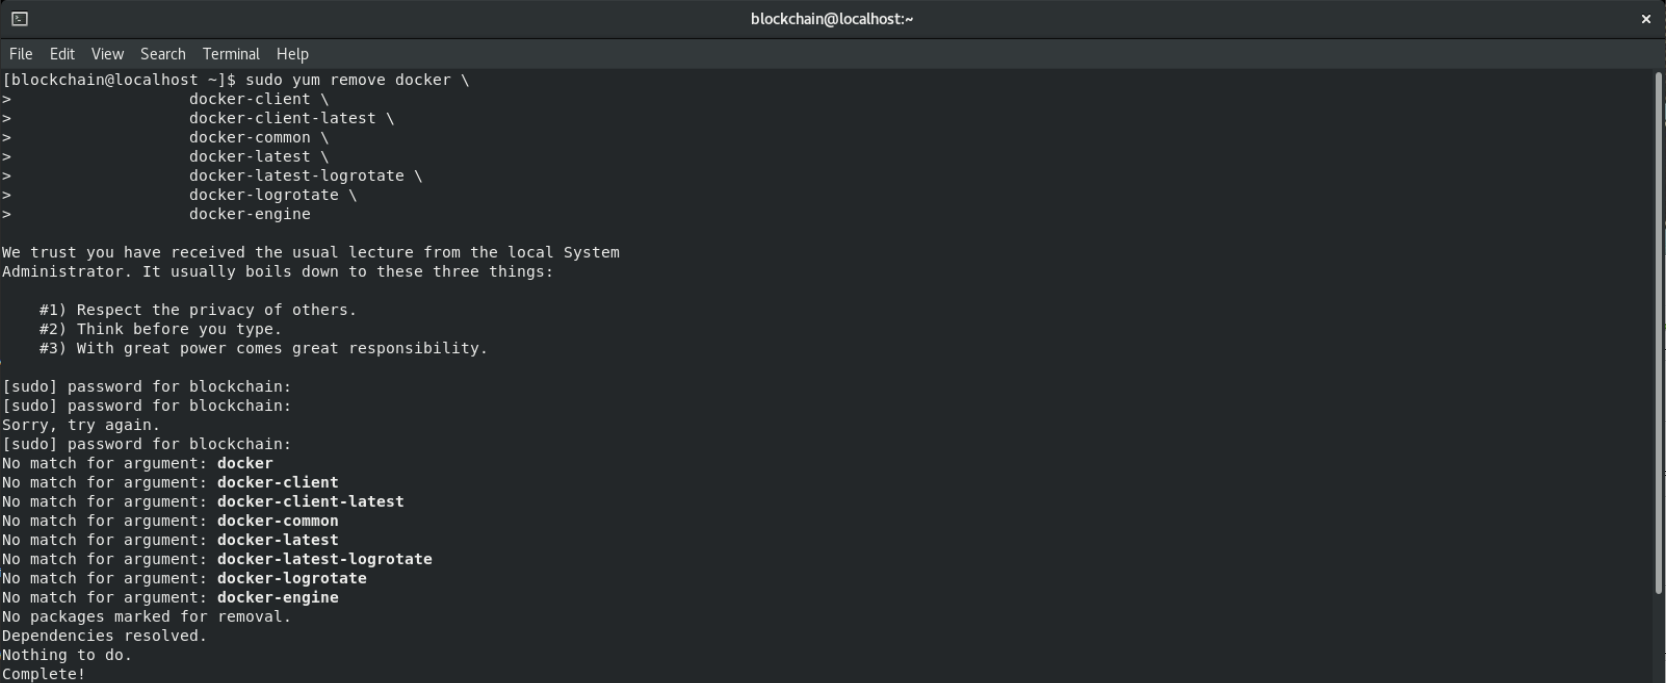 blockchain@localhost:~
File Edit View Search Terminal Help
[blockchain@localhost ~]$ sudo yum remove docker \
>                   docker-client \
>                   docker-client-latest \
>                   docker-common \
>                   docker-latest \
>                   docker-latest-logrotate \
>                   docker-logrotate \
>                   docker-engine
We trust you have received the usual lecture from the local System
Administrator. It usually boils down to these three things:
    #1) Respect the privacy of others.
    #2) Think before you type.
    #3) With great power comes great responsibility.
[sudo] password for blockchain:
[sudo] password for blockchain:
Sorry, try again.
[sudo] password for blockchain:
No match for argument: docker
No match for argument: docker-client
No match for argument: docker-client-latest
No match for argument: docker-common
No match for argument: docker-latest
No match for argument: docker-latest-logrotate
No match for argument: docker-logrotate
No match for argument: docker-engine
No packages marked for removal.
Dependencies resolved.
Nothing to do.
Complete!